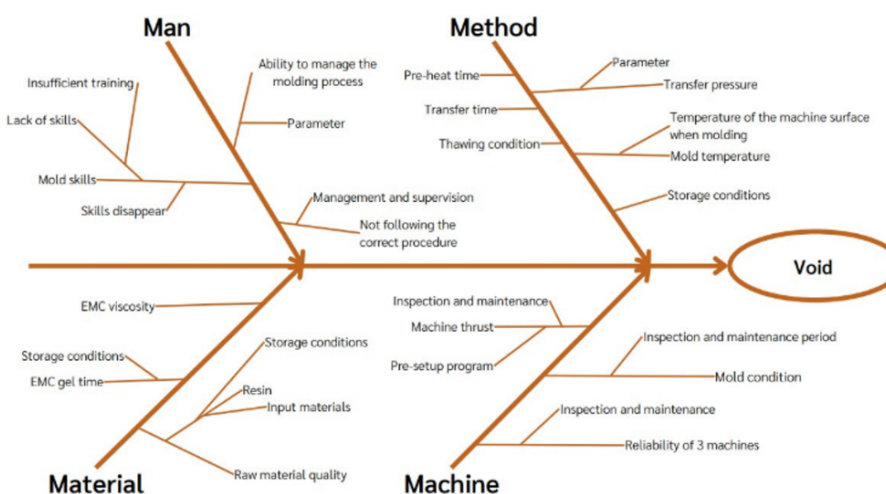 Man
Method
Ability to manage the
molding process
Insufficient training
Lack of skills
Parameter
Mold skills
Skills disappear
Management and supervision
Not following the
correct procedure
Pre-heat time
Parameter
Transfer pressure
Transfer time
Temperature of the machine surface
when molding
Thawing condition
Mold temperature
Storage conditions
Void
EMC viscosity
Storage conditions
EMC gel time
Storage conditions
Resin
Input materials
Raw material quality
Material
Inspection and maintenance
Machine thrust
Pre-setup program
Inspection and maintenance period
Mold condition
Inspection and maintenance
Reliability of 3 machines
Machine